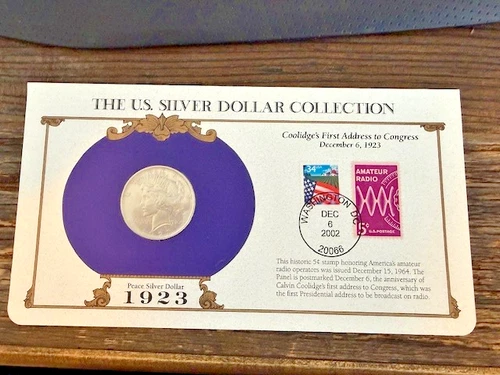 THE U.S. SILVER DOLLAR COLLECTION
Coolidge's First Address to Congress
December 6, 1923
34
AMATEUR
RADIO
5¢
U.S. POSTAGE
WASHINGTON DC
DEC
6
2002
20066
This historic 5¢ stamp honoring America's amateur
radio operators was issued December 15, 1964. The
Panel is postmarked December 6, the anniversary of
Calvin Coolidge's first address to Congress, which was
the first Presidential address to be broadcast on radio.
Peace Silver Dollar
1923